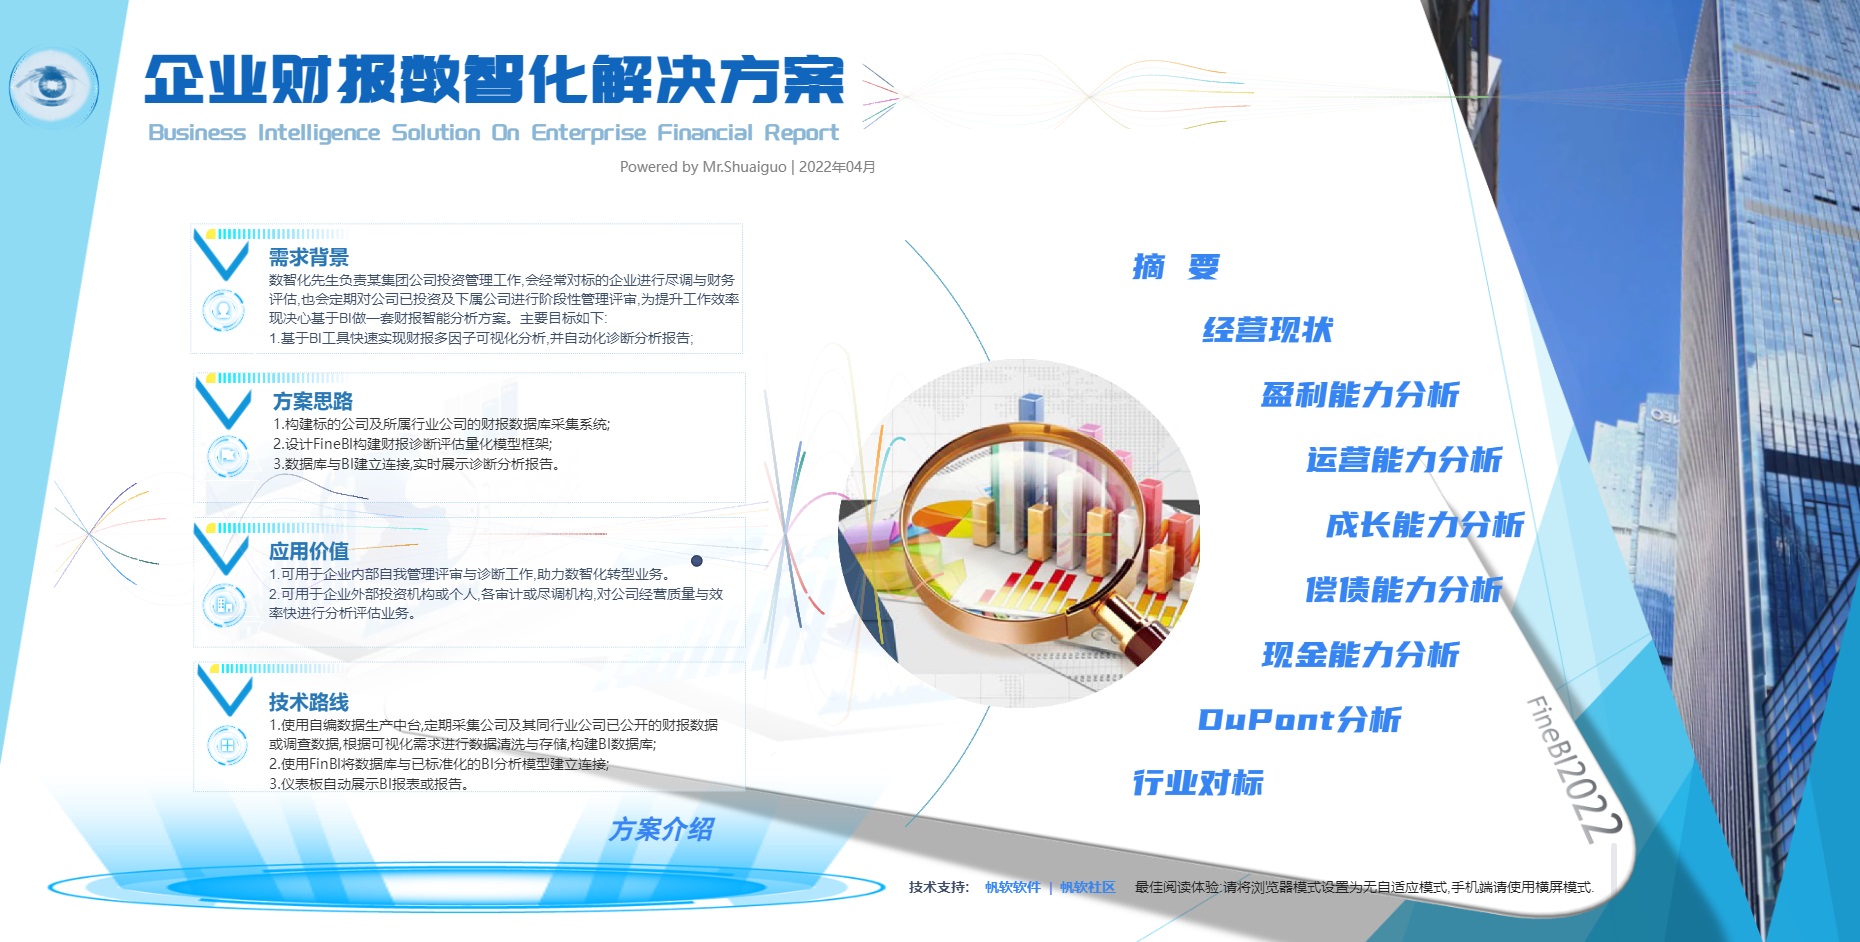 企业财报数智化解决方案
Business Intelligence Solution On Enterprise Financial Report
Powered by Mr.Shuaiguo | 2022年04月
需求背景
数智化先生负责某集团公司投资管理工作,会经常对标的企业进行尽调与财务
评估,也会定期对公司已投资及下属公司进行阶段性管理评审,为提升工作效率
现决心基于BI做一套财报智能分析方案。主要目标如下:
1.基于BI工具快速实现财报多因子可视化分析,并自动化诊断分析报告;
方案思路
1.构建标的公司及所属行业公司的财报数据库采集系统;
2.设计FineBI构建财报诊断评估量化模型框架;
3.数据库与BI建立连接,实时展示诊断分析报告。
应用价值
1.可用于企业内部自我管理评审与诊断工作,助力数智化转型业务。
2.可用于企业外部投资机构或个人,各审计或尽调机构,对公司经营质量与效
率快进行分析评估业务。
技术路线
1.使用自编数据生产中台,定期采集公司及其同行业公司已公开的财报数据
或调查数据,根据可视化需求进行数据清洗与存储,构建BI数据库;
2.使用FinBI将数据库与已标准化的BI分析模型建立连接;
3.仪表板自动展示BI报表或报告。
方案介绍
摘 要
经营现状
盈利能力分析
运营能力分析
成长能力分析
偿债能力分析
现金能力分析
DuPont分析
行业对标
FineBI2022
技术支持: 帆软软件 | 帆软社区 最佳阅读体验:请将浏览器模式设置为无自适应模式,手机端请使用横屏模式.